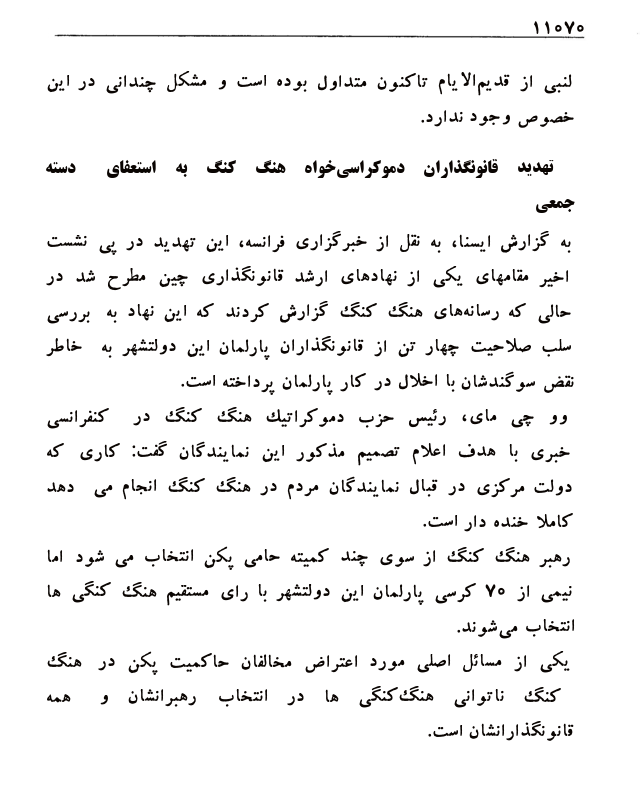 ۱۱۰۷۰
لنبی از قدیم‌الایام تاکنون متداول بوده است و مشکل چندانی در این
خصوص وجود ندارد.
تهدید قانونگذاران دموکراسی‌خواه هنگ کنگ به استعفای دسته
جمعی
به گزارش ایسنا، به نقل از خبرگزاری فرانسه، این تهدید در پی نشست
اخیر مقامهای یکی از نهادهای ارشد قانونگذاری چین مطرح شد در
حالی که رسانه‌های هنگ کنگ گزارش کردند که این نهاد به بررسی
سلب صلاحیت چهار تن از قانونگذاران پارلمان این دولتشهر به خاطر
نقض سوگندشان با اخلال در کار پارلمان پرداخته است.
وو چی مای، رئیس حزب دموکراتیک هنگ کنگ در کنفرانسی
خبری با هدف اعلام تصمیم مذکور این نمایندگان گفت: کاری که
دولت مرکزی در قبال نمایندگان مردم در هنگ کنگ انجام می دهد
کاملا خنده دار است.
رهبر هنگ کنگ از سوی چند کمیته حامی پکن انتخاب می شود اما
نیمی از ۷۰ کرسی پارلمان این دولتشهر با رای مستقیم هنگ کنگی ها
انتخاب می‌شوند.
یکی از مسائل اصلی مورد اعتراض مخالفان حاکمیت پکن در هنگ
کنگ ناتوانی هنگ‌کنگی ها در انتخاب رهبرانشان و همه
قانونگذارانشان است.